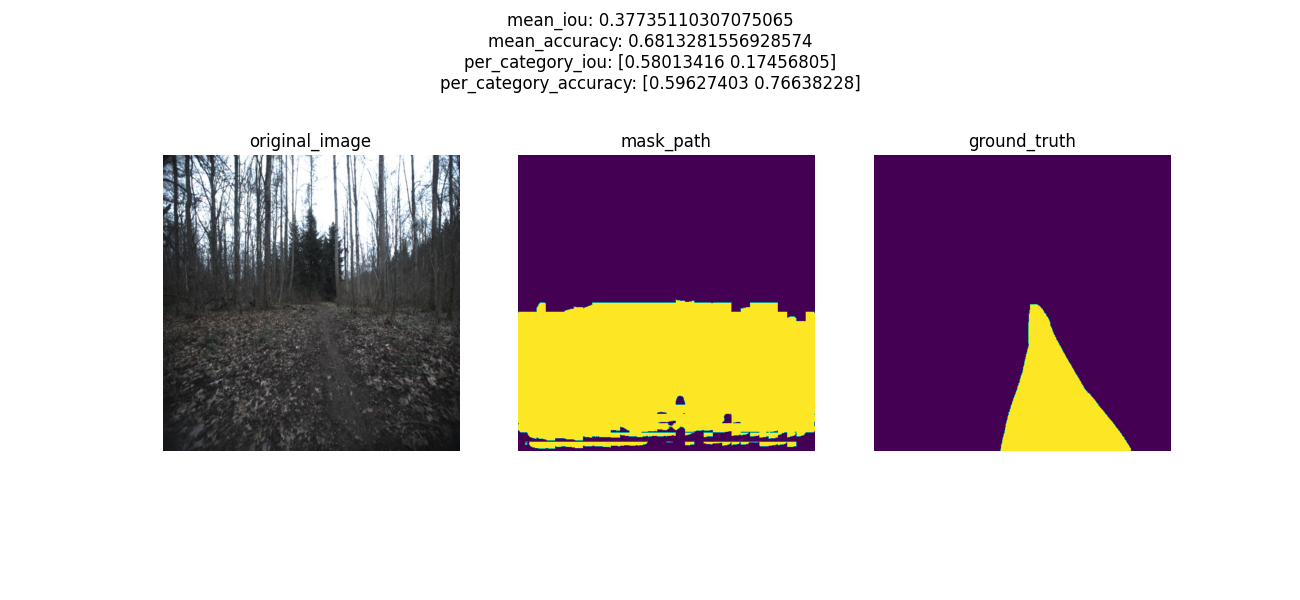 mean_iou: 0.37735110307075065
mean_accuracy: 0.6813281556928574
per_category_iou: [0.58013416 0.17456805]
per_category_accuracy: [0.59627403 0.76638228]
original_image
mask_path
ground_truth